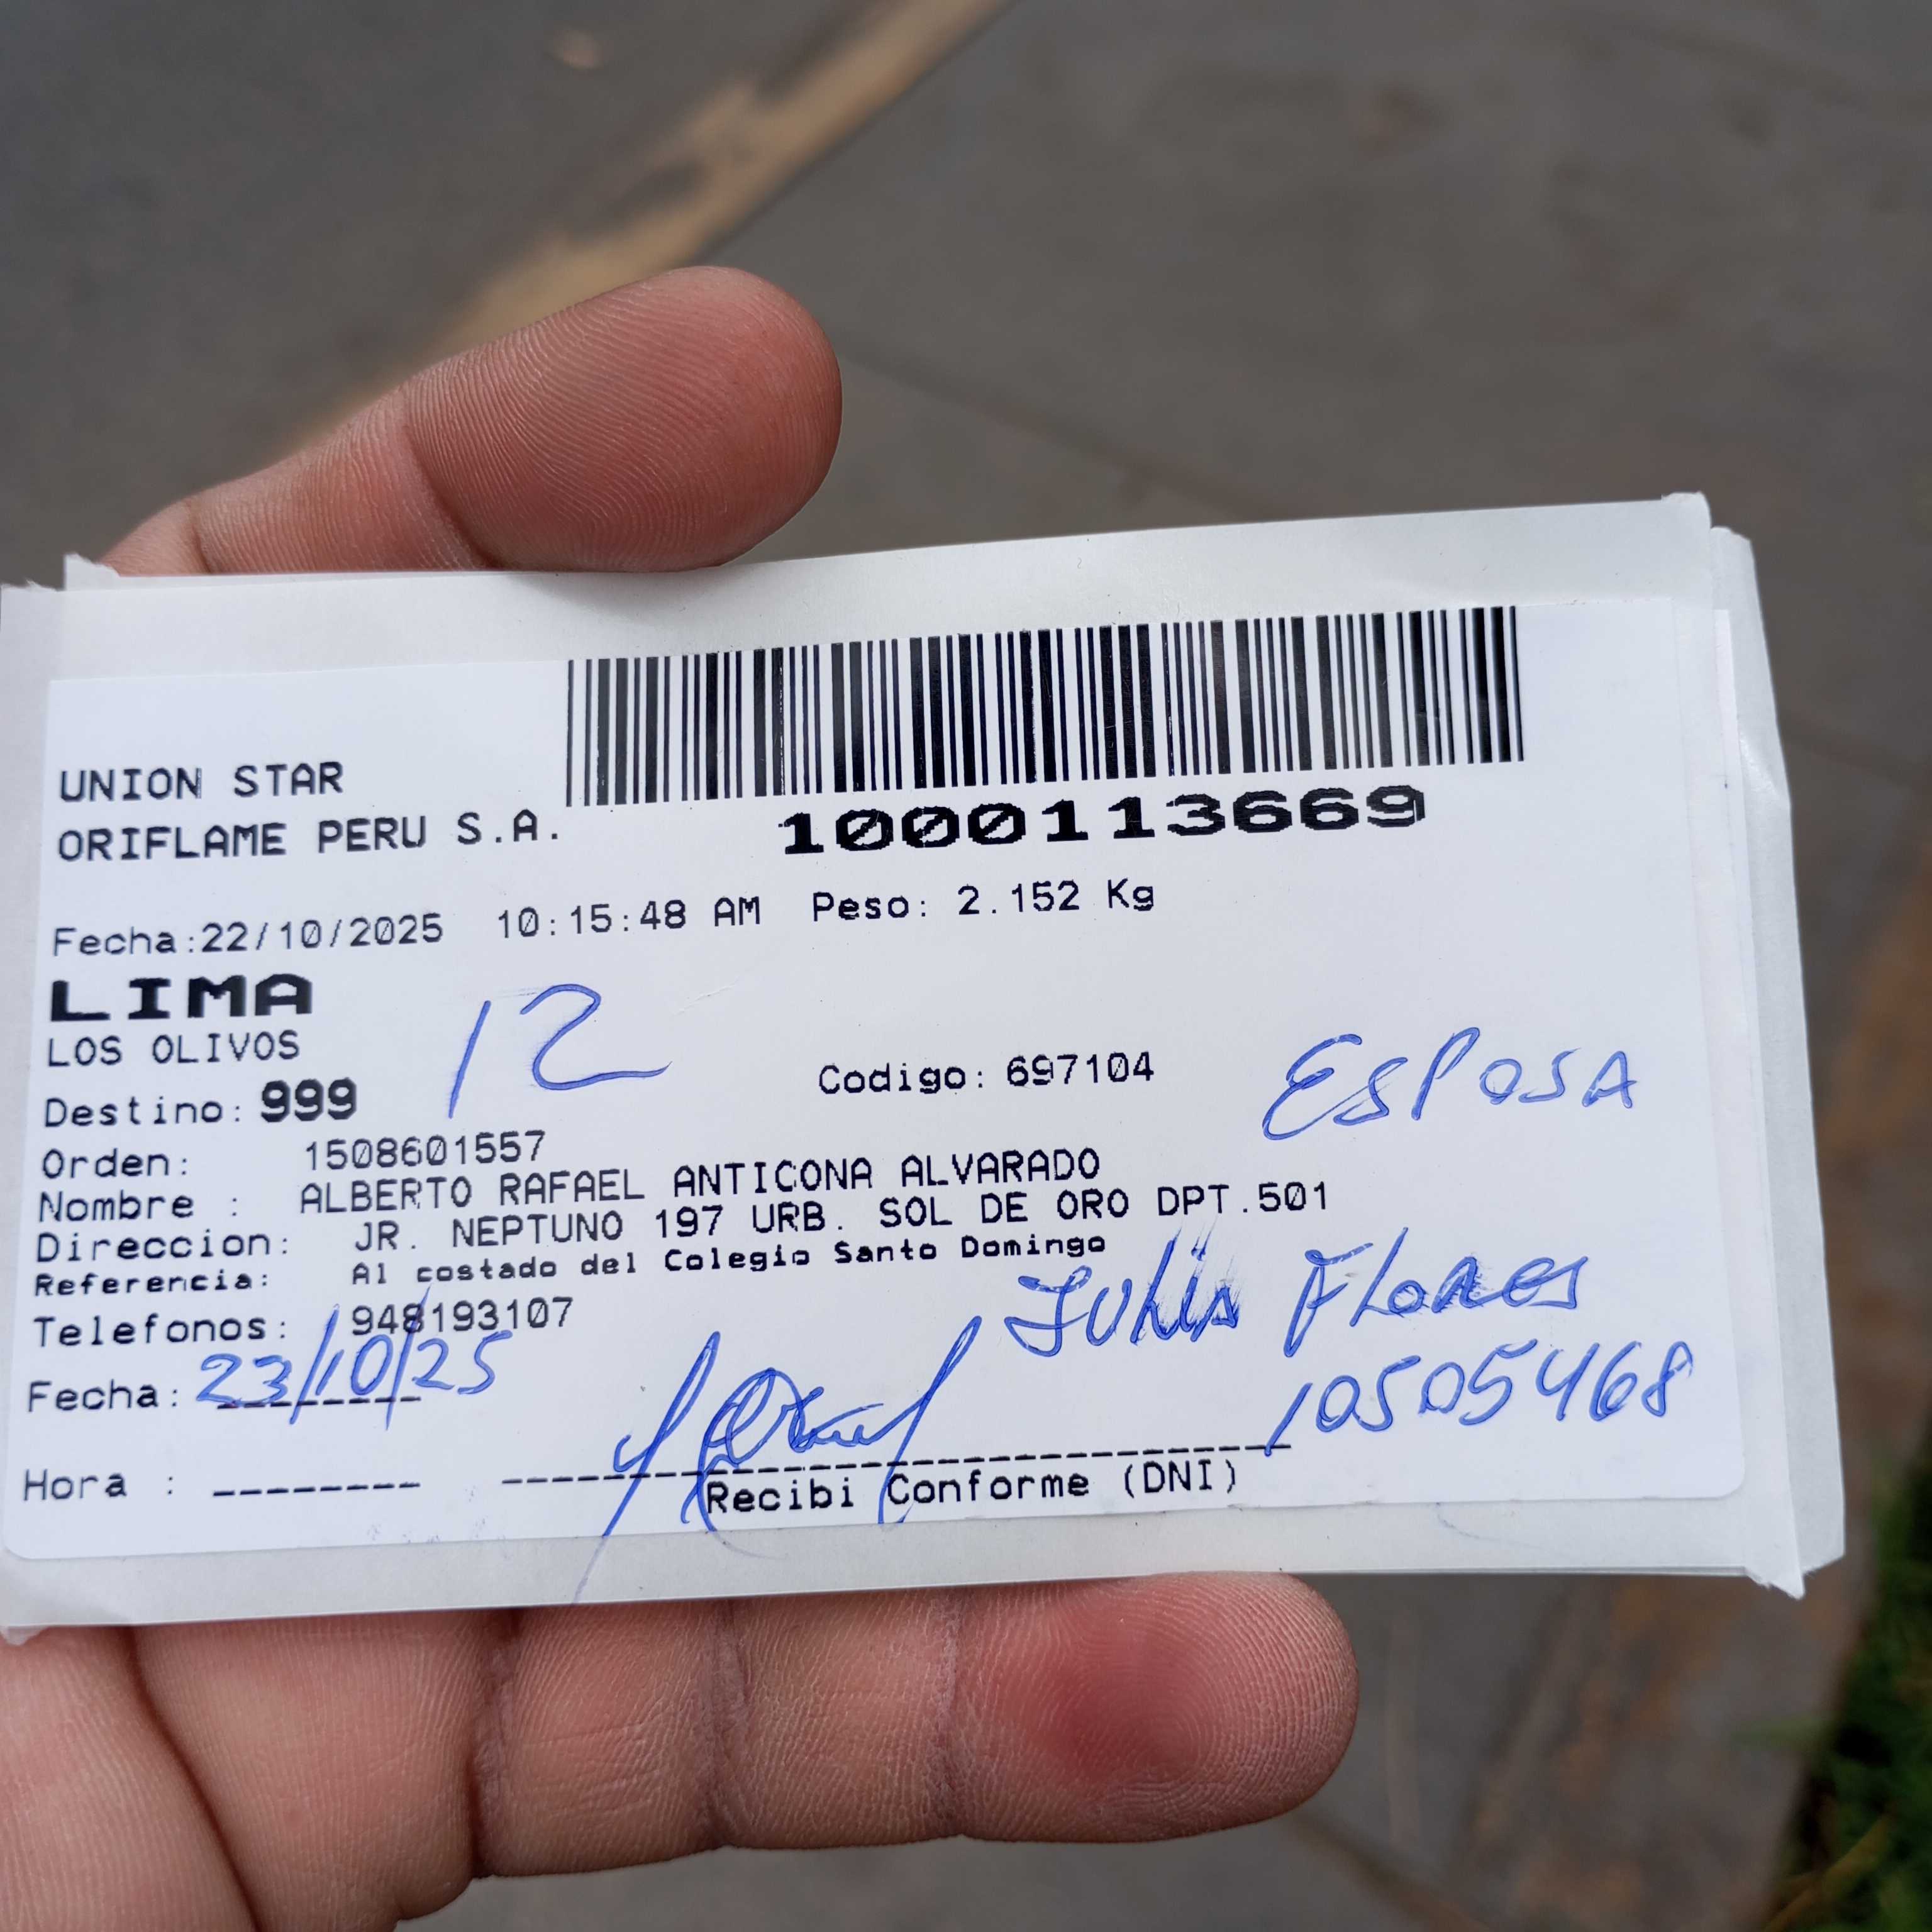 UNION STAR
ORIFLAME PERU S.A.
1000113669
Fecha:22/10/2025 10:15:48 AM Peso: 2.152 Kg
LIMA
LOS OLIVOS
12
Destino: 999
Codigo: 697104
ESPOSA
Orden: 1508601557
Nombre : ALBERTO RAFAEL ANTICONA ALVARADO
Direccion: JR. NEPTUNO 197 URB. SOL DE ORO DPT.501
Referencia: Al costado del Colegio Santo Domingo
Telefonos: 948193107
Julia Flores
Fecha: 23/10/25
10505468
Hora :
Recibi Conforme (DNI)